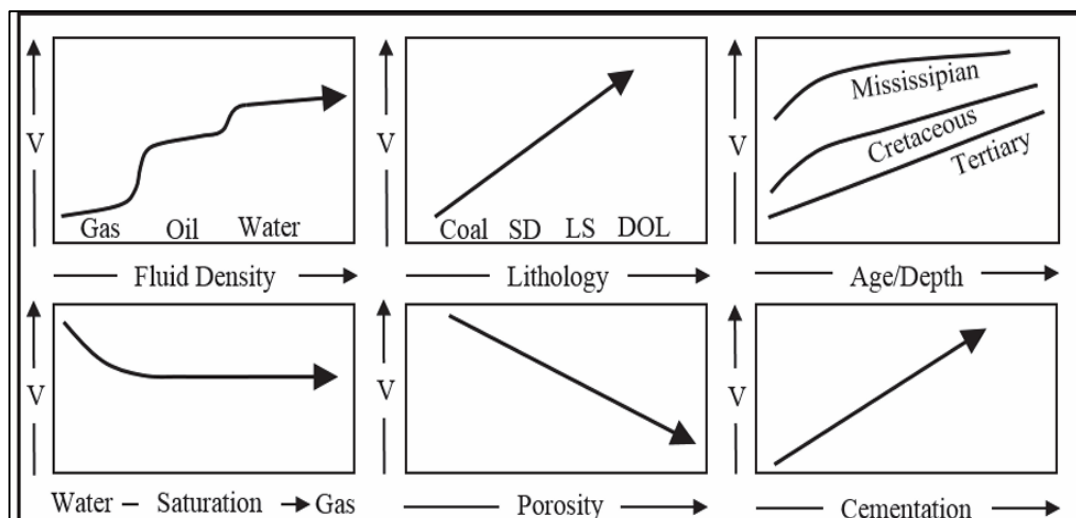 V
Gas Oil Water
Fluid Density
V
Coal SD LS DOL
Lithology
V
Mississipian
Cretaceous
Tertiary
Age/Depth
V
Water – Saturation Gas
V
Porosity
V
Cementation